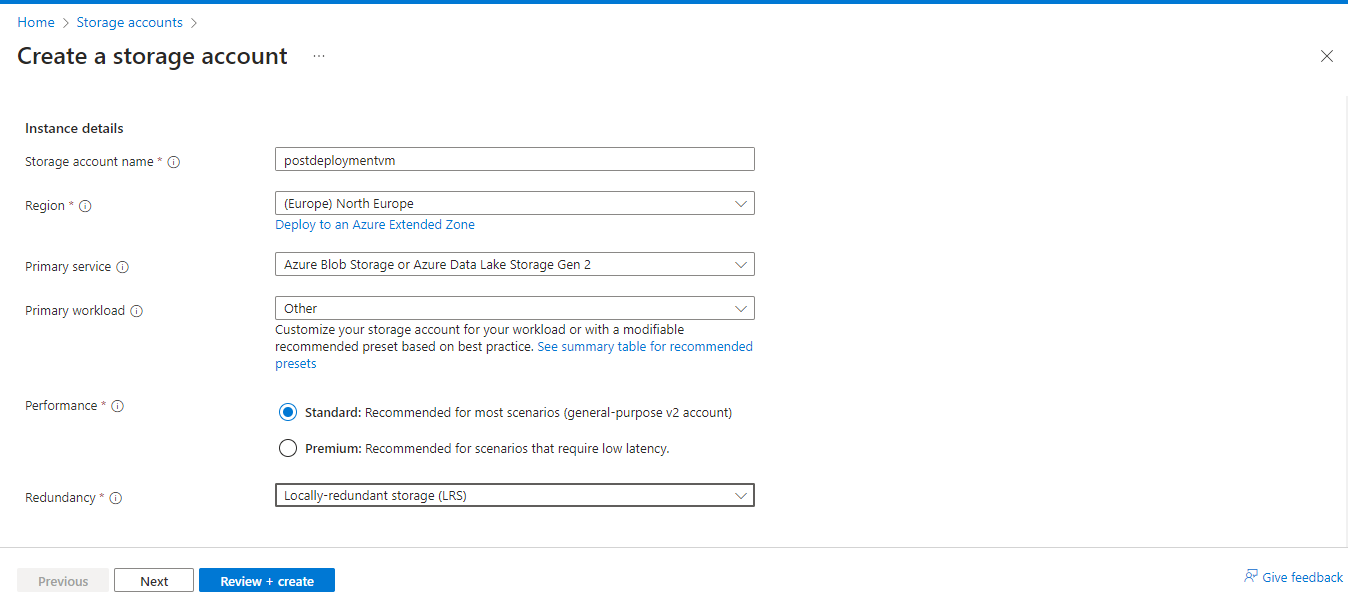 Home > Storage accounts >
Create a storage account ...
Instance details
Storage account name *
postdeploymentvm
Region *
(Europe) North Europe
Deploy to an Azure Extended Zone
Primary service
Azure Blob Storage or Azure Data Lake Storage Gen 2
Primary workload
Other
Customize your storage account for your workload or with a modifiable
recommended preset based on best practice. See summary table for recommended
presets
Performance *
Standard: Recommended for most scenarios (general-purpose v2 account)
Premium: Recommended for scenarios that require low latency.
Redundancy *
Locally-redundant storage (LRS)
Previous
Next
Review + create
Give feedback